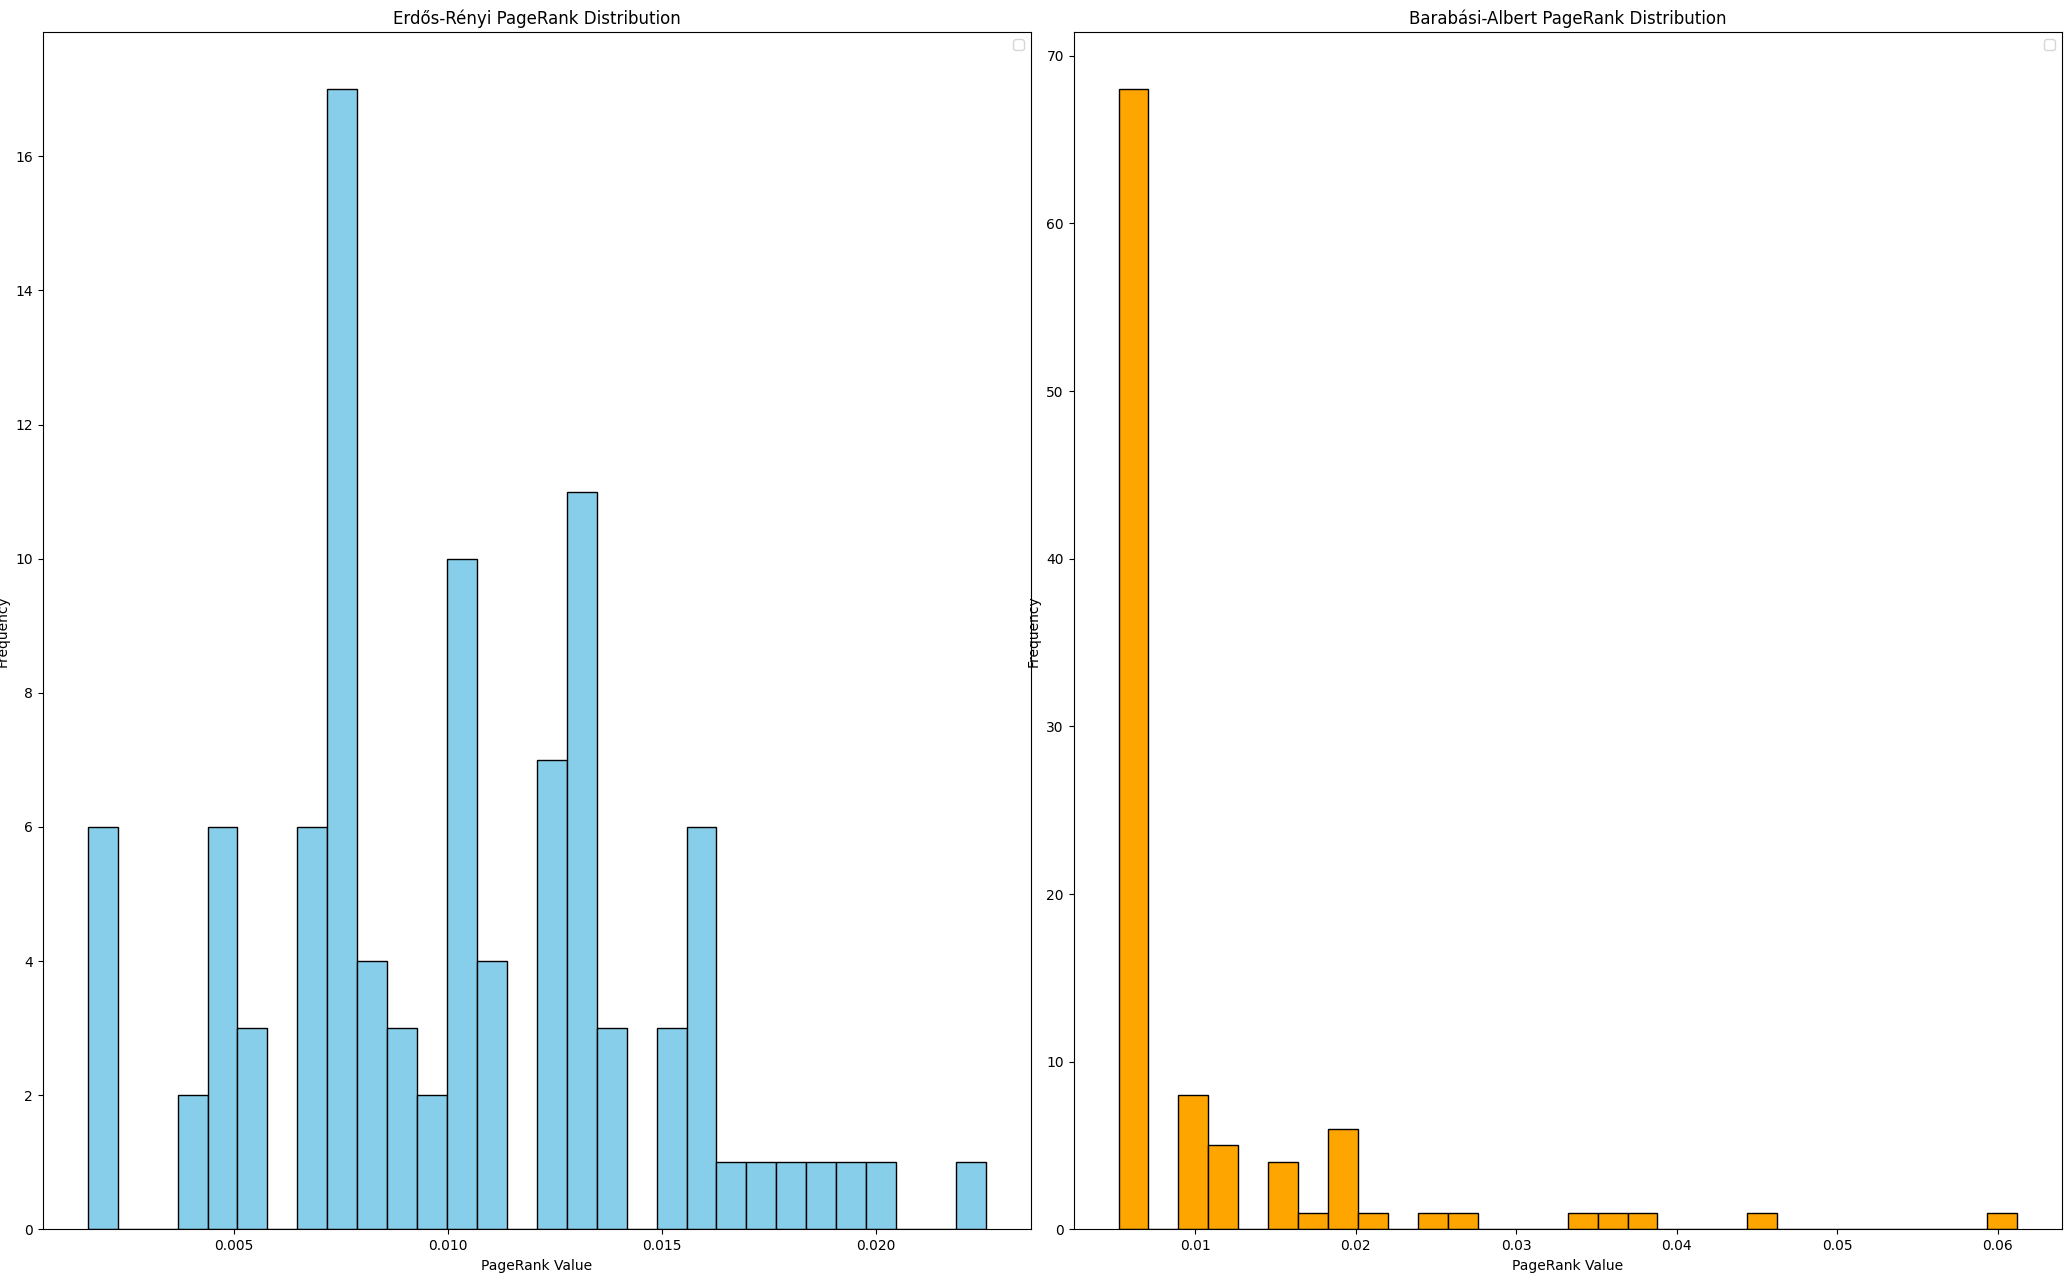 Erdős-Rényi PageRank Distribution
16
14
12
10
8
6
4
2
0
Frequency
0.005 0.010 0.015 0.020
PageRank Value
Barabási-Albert PageRank Distribution
70
60
50
40
30
20
10
0
Frequency
0.01 0.02 0.03 0.04 0.05 0.06
PageRank Value